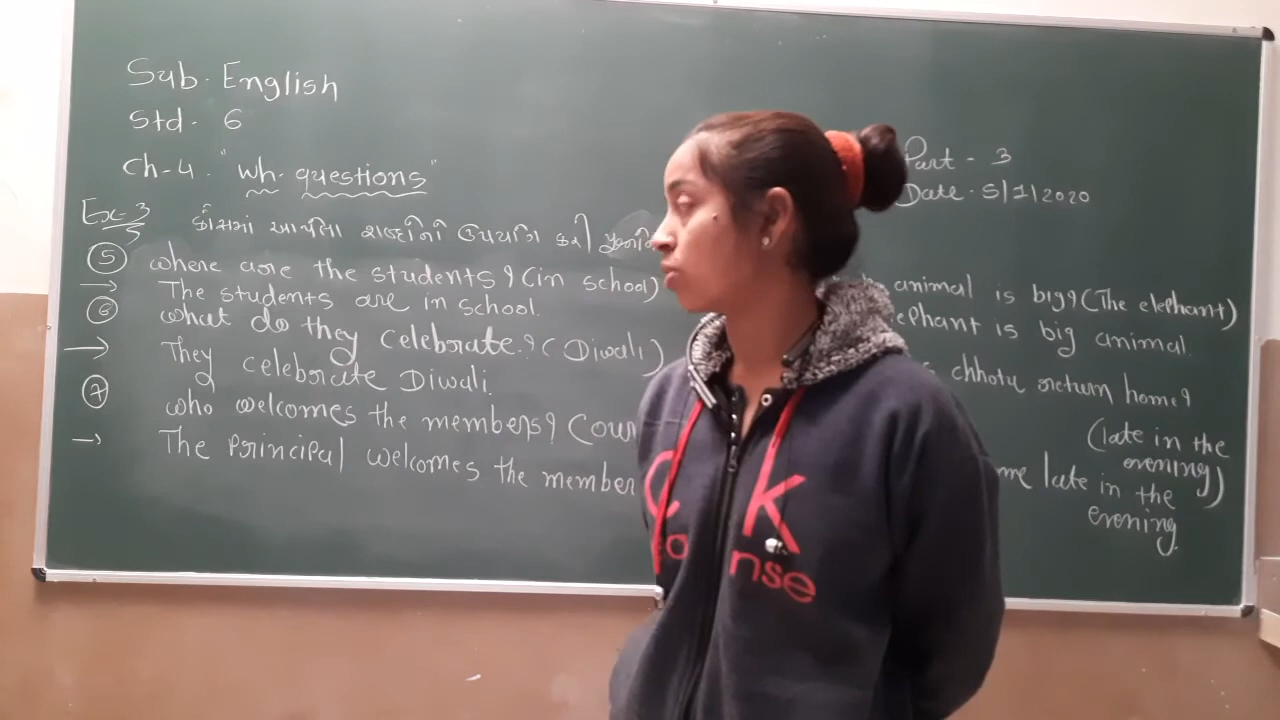 Sub. English
Std. 6
Ch-4. "Wh. questions"
Part - 3
Date. 5/1/2020
Ex-3 કૌંસમાં આપેલા શબ્દોનો ઉપયોગ કરી
5 where are the students? (in school)
→ The students are in school.
6 what do they celebrate? (Diwali)
→ They celebrate Diwali.
7 who welcomes the members? (our
→ The principal welcomes the member
animal is big? (The elephant)
elephant is big animal.
chhotu return home?
(late in the
evening)
me late in the
evening.
C K
nse